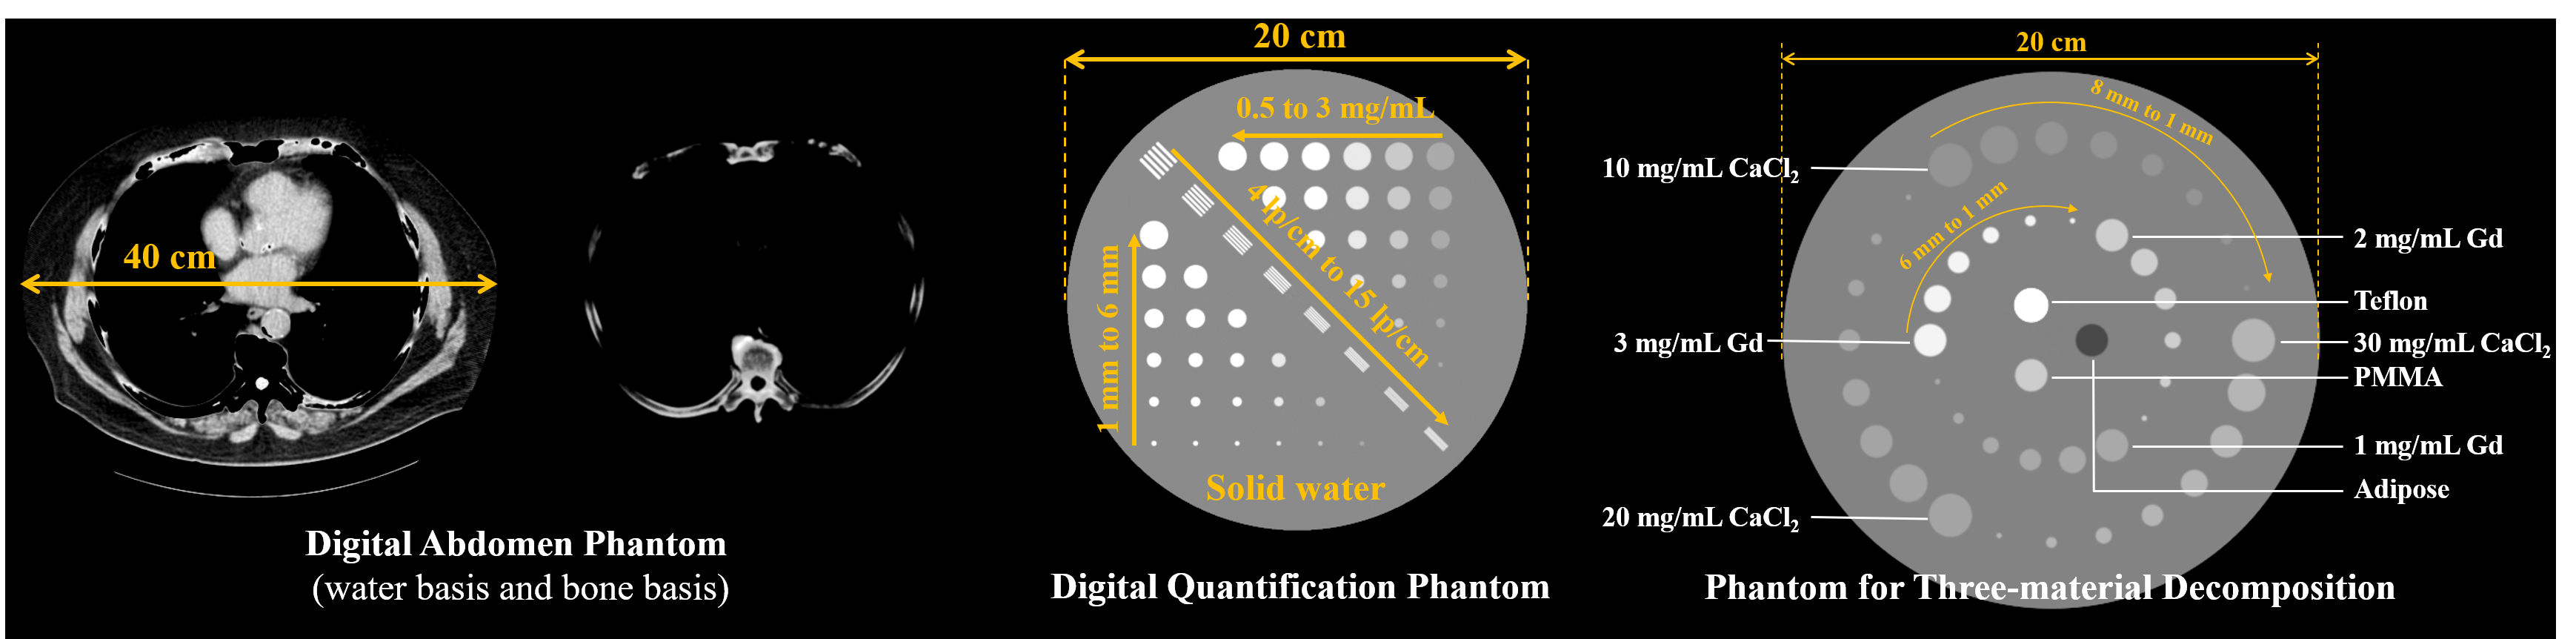 40 cm
Digital Abdomen Phantom
(water basis and bone basis)
20 cm
0.5 to 3 mg/mL
4 lp/cm to 15 lp/cm
1 mm to 6 mm
Solid water
Digital Quantification Phantom
20 cm
8 mm to 1 mm
6 mm to 1 mm
10 mg/mL CaCl₂
3 mg/mL Gd
20 mg/mL CaCl₂
2 mg/mL Gd
Teflon
30 mg/mL CaCl₂
PMMA
1 mg/mL Gd
Adipose
Phantom for Three-material Decomposition